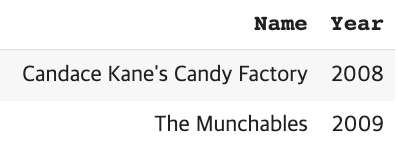 Name Year
Candace Kane's Candy Factory 2008
The Munchables 2009